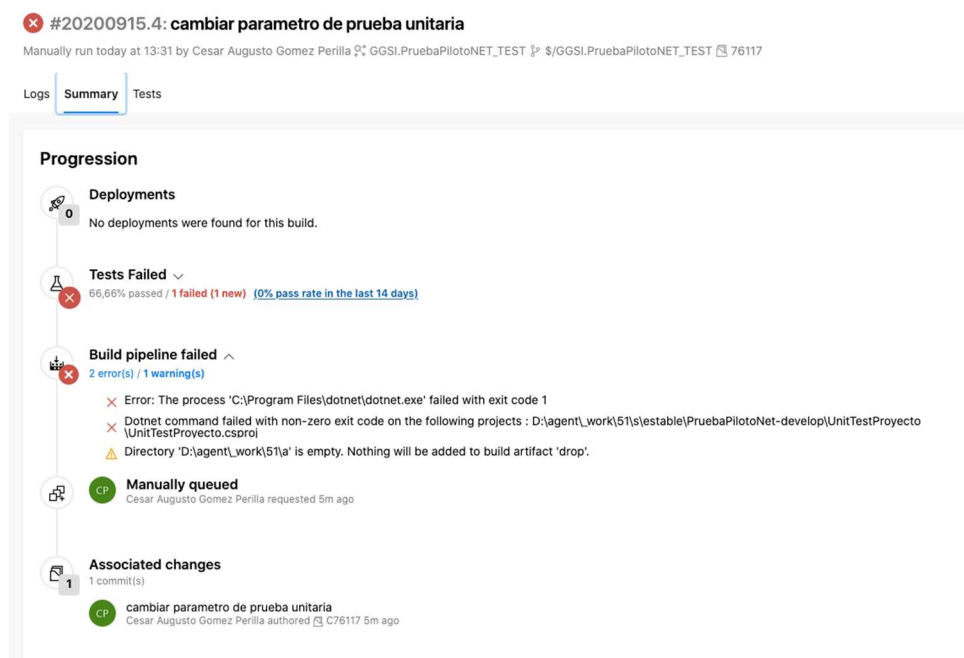 #20200915.4: cambiar parametro de prueba unitaria
Manually run today at 13:31 by Cesar Augusto Gomez Perilla GGSI.PruebaPilotoNET_TEST $/GGSI.PruebaPilotoNET_TEST 76117
Logs Summary Tests
Progression
Deployments
0
No deployments were found for this build.
Tests Failed
66,66% passed / 1 failed (1 new) (0% pass rate in the last 14 days)
Build pipeline failed
2 error(s) / 1 warning(s)
Error: The process 'C:\Program Files\dotnet\dotnet.exe' failed with exit code 1
Dotnet command failed with non-zero exit code on the following projects : D:\agent\_work\51\s\estable\PruebaPilotoNet-develop\UnitTestProyecto
\UnitTestProyecto.csproj
Directory 'D:\agent\_work\51\a' is empty. Nothing will be added to build artifact 'drop'.
CP Manually queued
Cesar Augusto Gomez Perilla requested 5m ago
Associated changes
1
1 commit(s)
CP cambiar parametro de prueba unitaria
Cesar Augusto Gomez Perilla authored C76117 5m ago